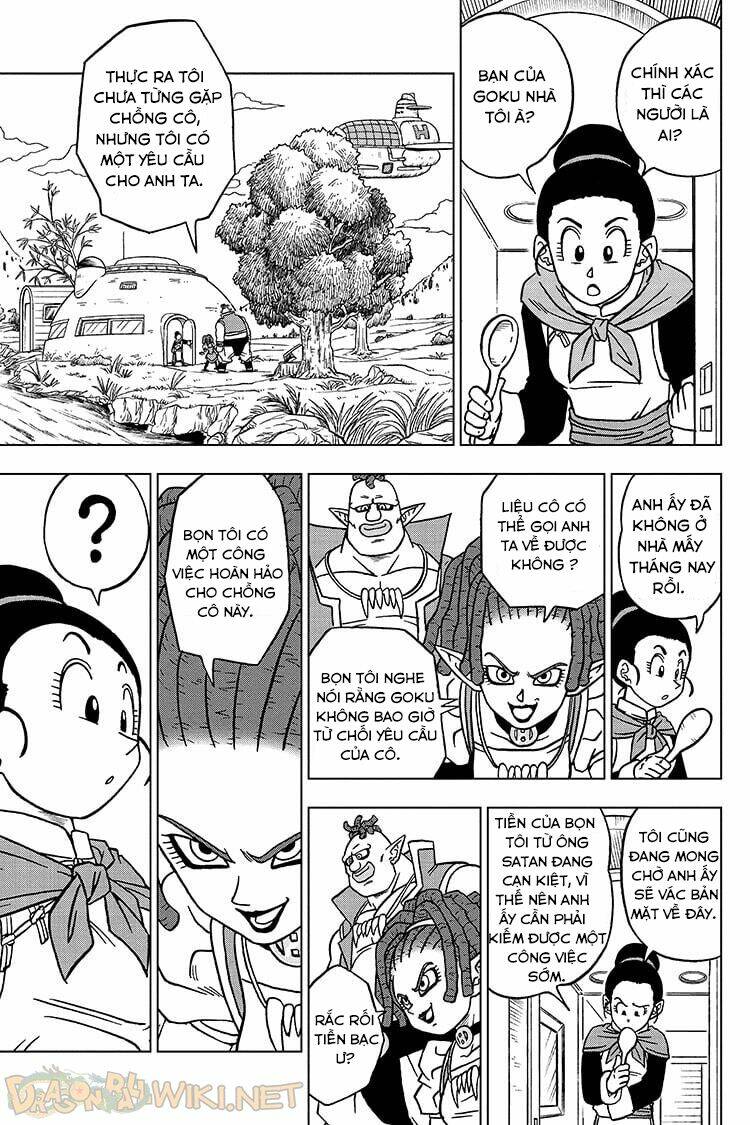 CHÍNH XÁC
THÌ CÁC
NGƯỜI LÀ
AI?
BẠN CỦA
GOKU NHÀ
TÔI À?
THỰC RA TÔI
CHƯA TỪNG GẶP
CHỒNG CÔ,
NHƯNG TÔI CÓ
MỘT YÊU CẦU
CHO ANH TA.
H
ANH ẤY ĐÃ
KHÔNG Ở
NHÀ MẤY
THÁNG NAY
RỒI.
LIỆU CÔ CÓ
THỂ GỌI ANH
TA VỀ ĐƯỢC
KHÔNG ?
BỌN TÔI NGHE
NÓI RẰNG GOKU
KHÔNG BAO GIỜ
TỪ CHỐI YÊU CẦU
CỦA CÔ.
BỌN TÔI CÓ
MỘT CÔNG
VIỆC HOÀN HẢO
CHO CHỒNG
CÔ NÀY.
?
TÔI CŨNG
ĐANG MONG
CHỜ ANH ẤY
SẼ VÁC BẢN
MẶT VỀ ĐÂY.
TIỀN CỦA BỌN
TÔI TỪ ÔNG
SATAN ĐANG
CẠN KIỆT, VÌ
THẾ NÊN ANH
ẤY CẦN PHẢI
KIẾM ĐƯỢC MỘT
CÔNG VIỆC
SỚM.
RẮC RỐI
TIỀN BẠC
Ư?
DRAGON BALL WIKI.NET